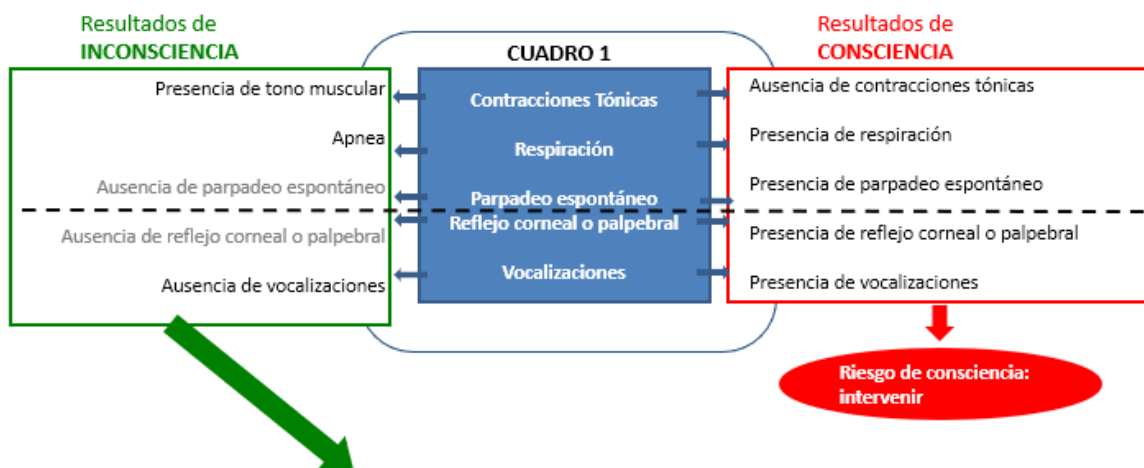 Resultados de
INCONSCIENCIA
CUADRO 1
Resultados de
CONSCIENCIA
Presencia de tono muscular
Apnea
Ausencia de parpadeo espontáneo
Ausencia de reflejo corneal o palpebral
Ausencia de vocalizaciones
Contracciones Tónicas
Respiración
Parpadeo espontáneo
Reflejo corneal o palpebral
Vocalizaciones
Ausencia de contracciones tónicas
Presencia de respiración
Presencia de parpadeo espontáneo
Presencia de reflejo corneal o palpebral
Presencia de vocalizaciones
Riesgo de consciencia:
intervenir